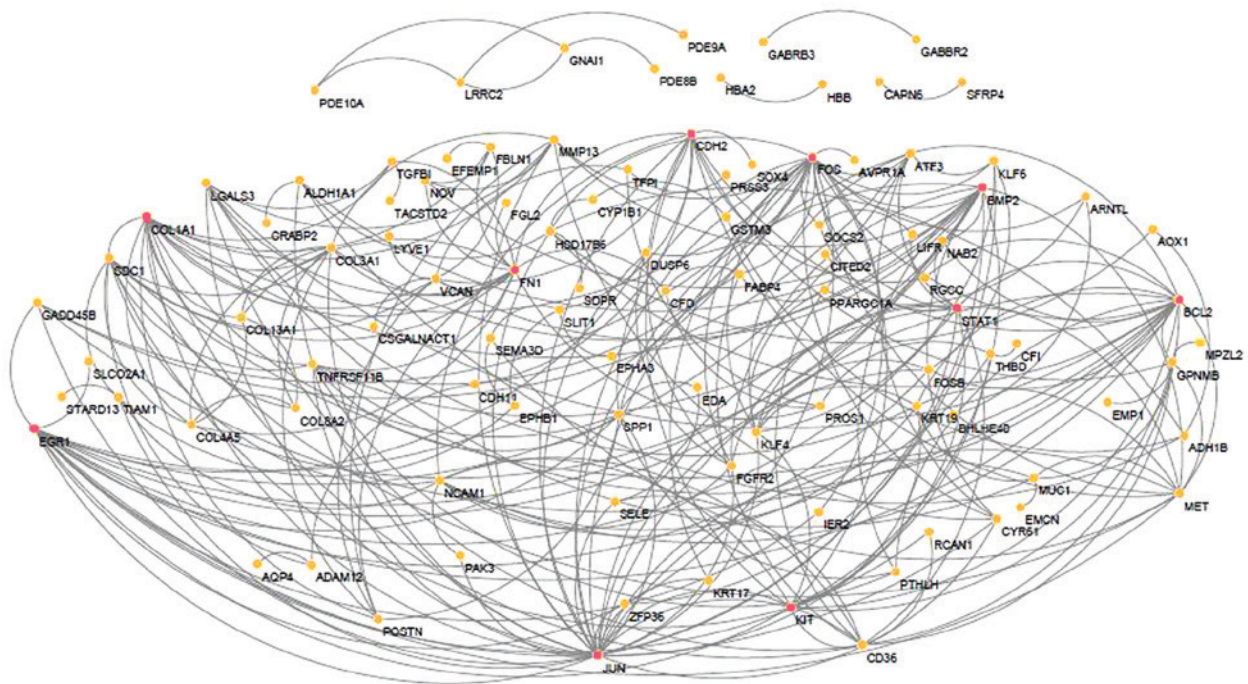 PDE9A
GNAI1
GABRB3
GABBR2
PDE8B
PDE10A
LRRC2
HBA2
HBB
CAPN6
SFRP4
MMP13
CDH2
TGFBI
EFEMP1
FBLN1
SOX4
FOS
AVPR1A
ATF3
KLF6
LGALS3
ALDH1A1
NOV
TFPI
PRSS3
BMP2
TACSTD2
FGL2
CYP1B1
ARNTL
COL1A1
CRABP2
GSTM3
LYVE1
HSD17B6
SOCS2
LIFR
NAB2
AOX1
SDC1
COL3A1
DUSP6
CITED2
VCAN
FN1
FABP4
RGCC
GADD45B
SOPR
CFD
PPARGC1A
BCL2
COL13A1
CSGALNACT1
SLIT1
STAT1
SEMA3D
CFI
MPZL2
SLCO2A1
TNFRSF11B
EPHA3
THBD
GPNMB
FOSB
STARD13
TIAM1
CDH11
EDA
COL8A2
EPHB1
SPP1
PROS1
KRT19
BHLHE40
EMP1
EGR1
COL4A5
KLF4
ADH1B
FGFR2
NCAM1
MUC1
MET
SELE
IER2
EMCN
CYR61
RCAN1
AQP4
ADAM12
PAK3
KRT17
PTHLH
POSTN
ZFP36
KIT
JUN
CD36